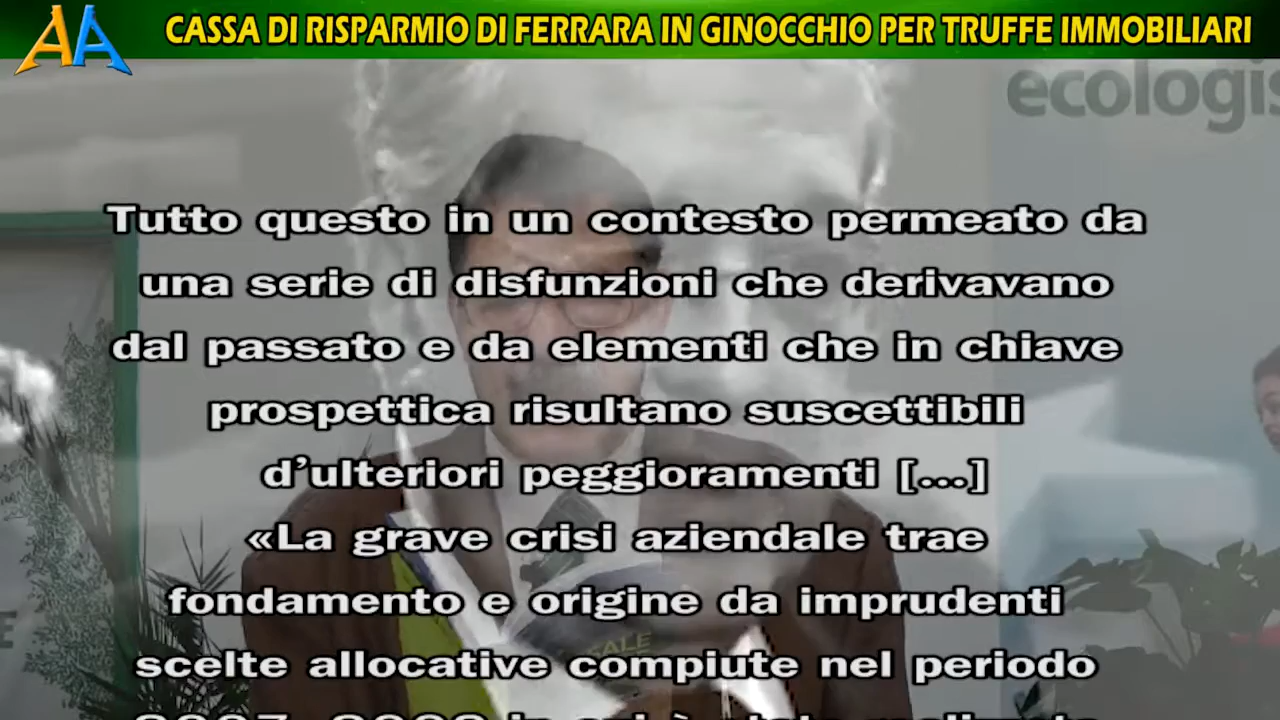 AA
CASSA DI RISPARMIO DI FERRARA IN GINOCCHIO PER TRUFFE IMMOBILIARI
ecologis
Tutto questo in un contesto permeato da
una serie di disfunzioni che derivavano
dal passato e da elementi che in chiave
prospettica risultano suscettibili
d’ulteriori peggioramenti [...]
«La grave crisi aziendale trae
fondamento e origine da imprudenti
scelte allocative compiute nel periodo